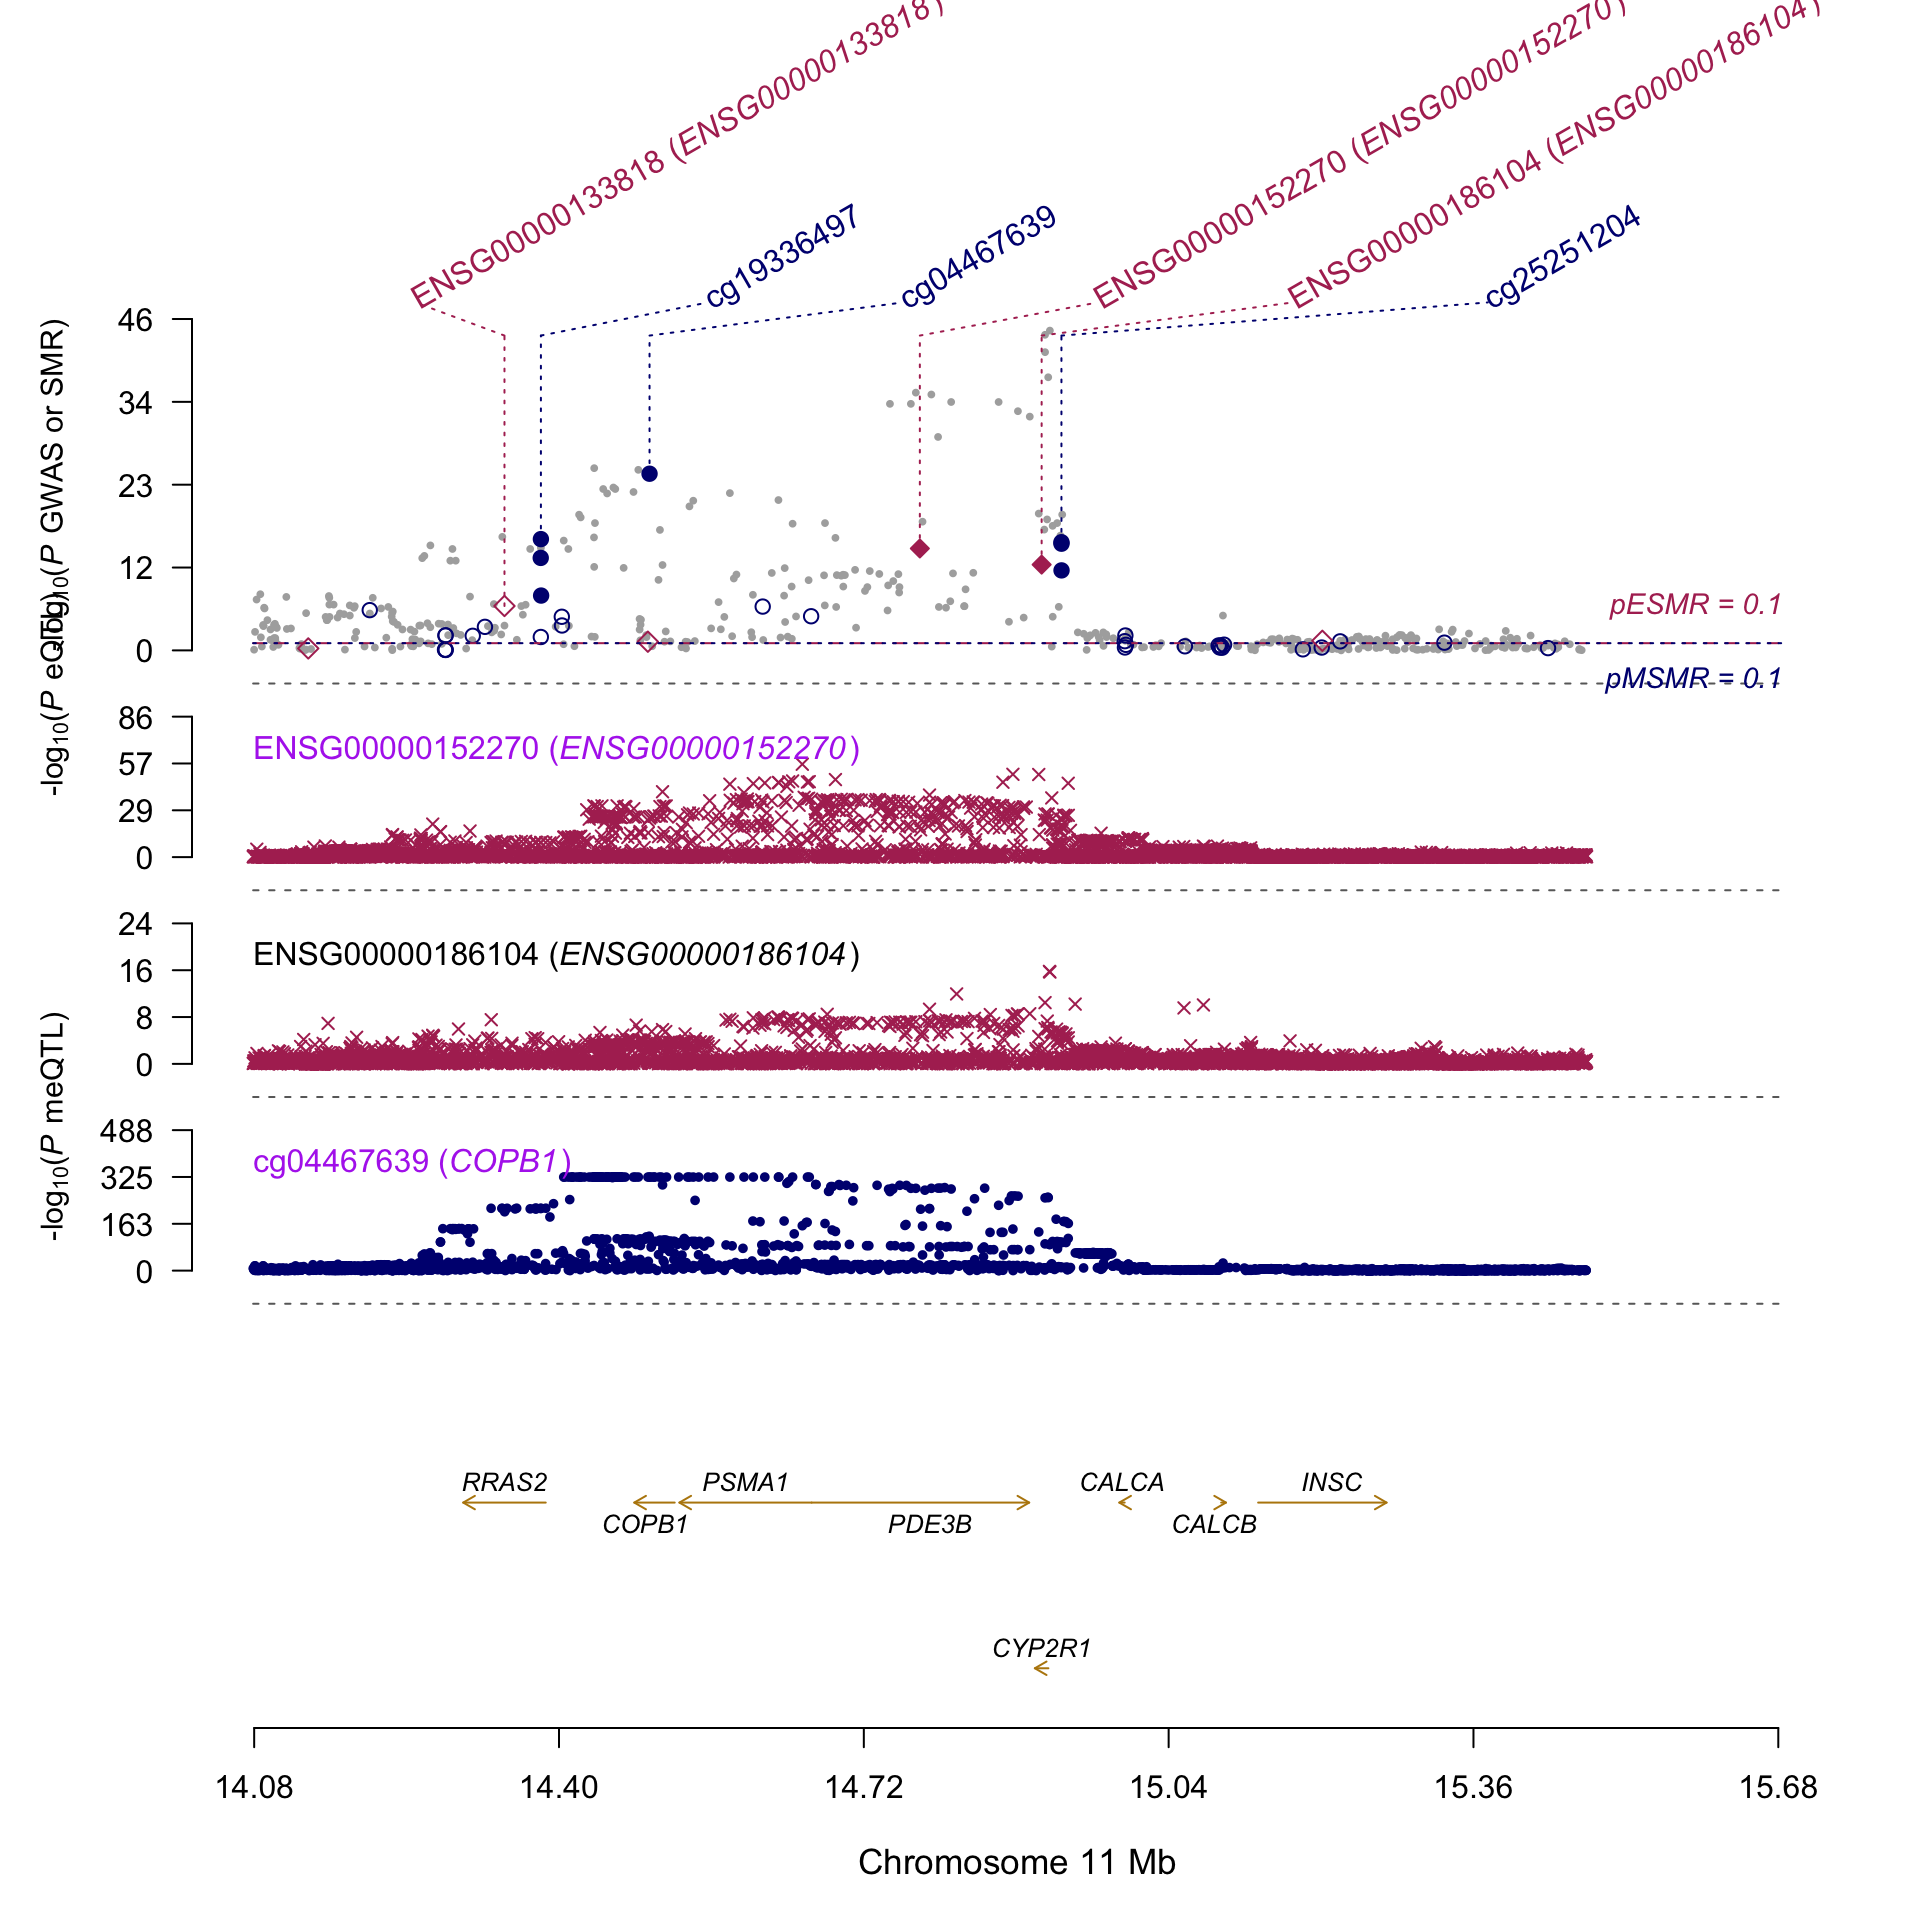 ENSG00000133818 (ENSG00000133818)
cg19336497
cg04467639
ENSG00000152270 (ENSG00000152270)
ENSG00000186104 (ENSG00000186104)
cg25251204
-log10(P GWAS or SMR)
46
34
23
12
0
pESMR = 0.1
pMSMR = 0.1
-log10(P eQTL)
86
57
29
0
ENSG00000152270 (ENSG00000152270)
24
16
8
0
ENSG00000186104 (ENSG00000186104)
-log10(P meQTL)
488
325
163
0
cg04467639 (COPB1)
RRAS2
PSMA1
CALCA
INSC
COPB1
PDE3B
CALCB
CYP2R1
14.08
14.40
14.72
15.04
15.36
15.68
Chromosome 11 Mb